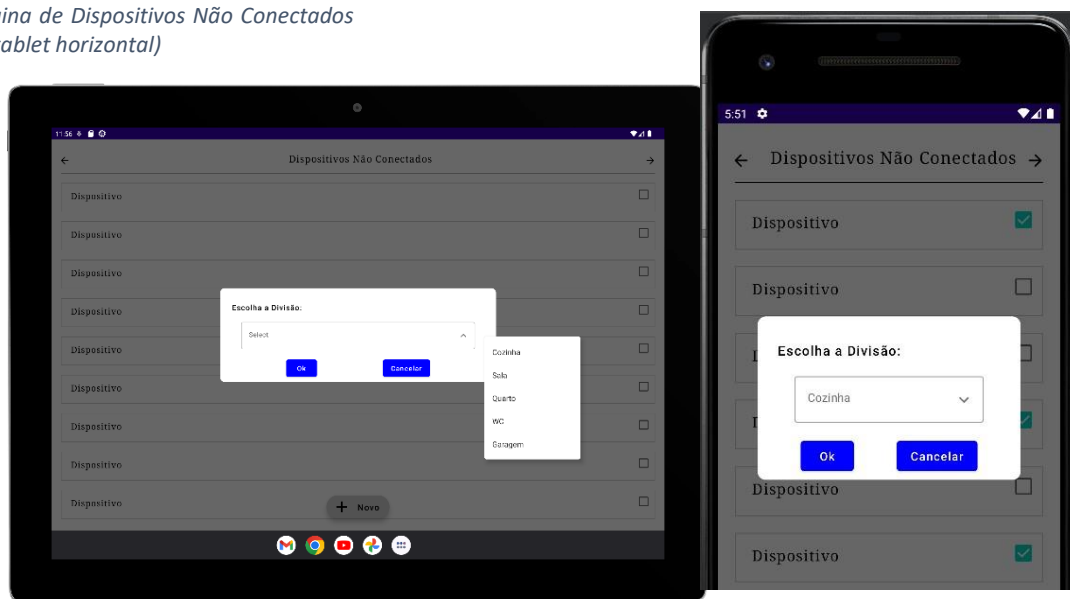 ina de Dispositivos Não Conectados
tablet horizontal)
11:56
Dispositivos Não Conectados
Dispositivo
Dispositivo
Dispositivo
Dispositivo
Dispositivo
Dispositivo
Dispositivo
Dispositivo
Dispositivo
Escolha a Divisão:
Select
Ok Cancelar
Cozinha
Sala
Quarto
WC
Garagem
+ Novo
5:51
Dispositivos Não Conectados
Dispositivo
Dispositivo
Escolha a Divisão:
Cozinha
Ok Cancelar
Dispositivo
Dispositivo